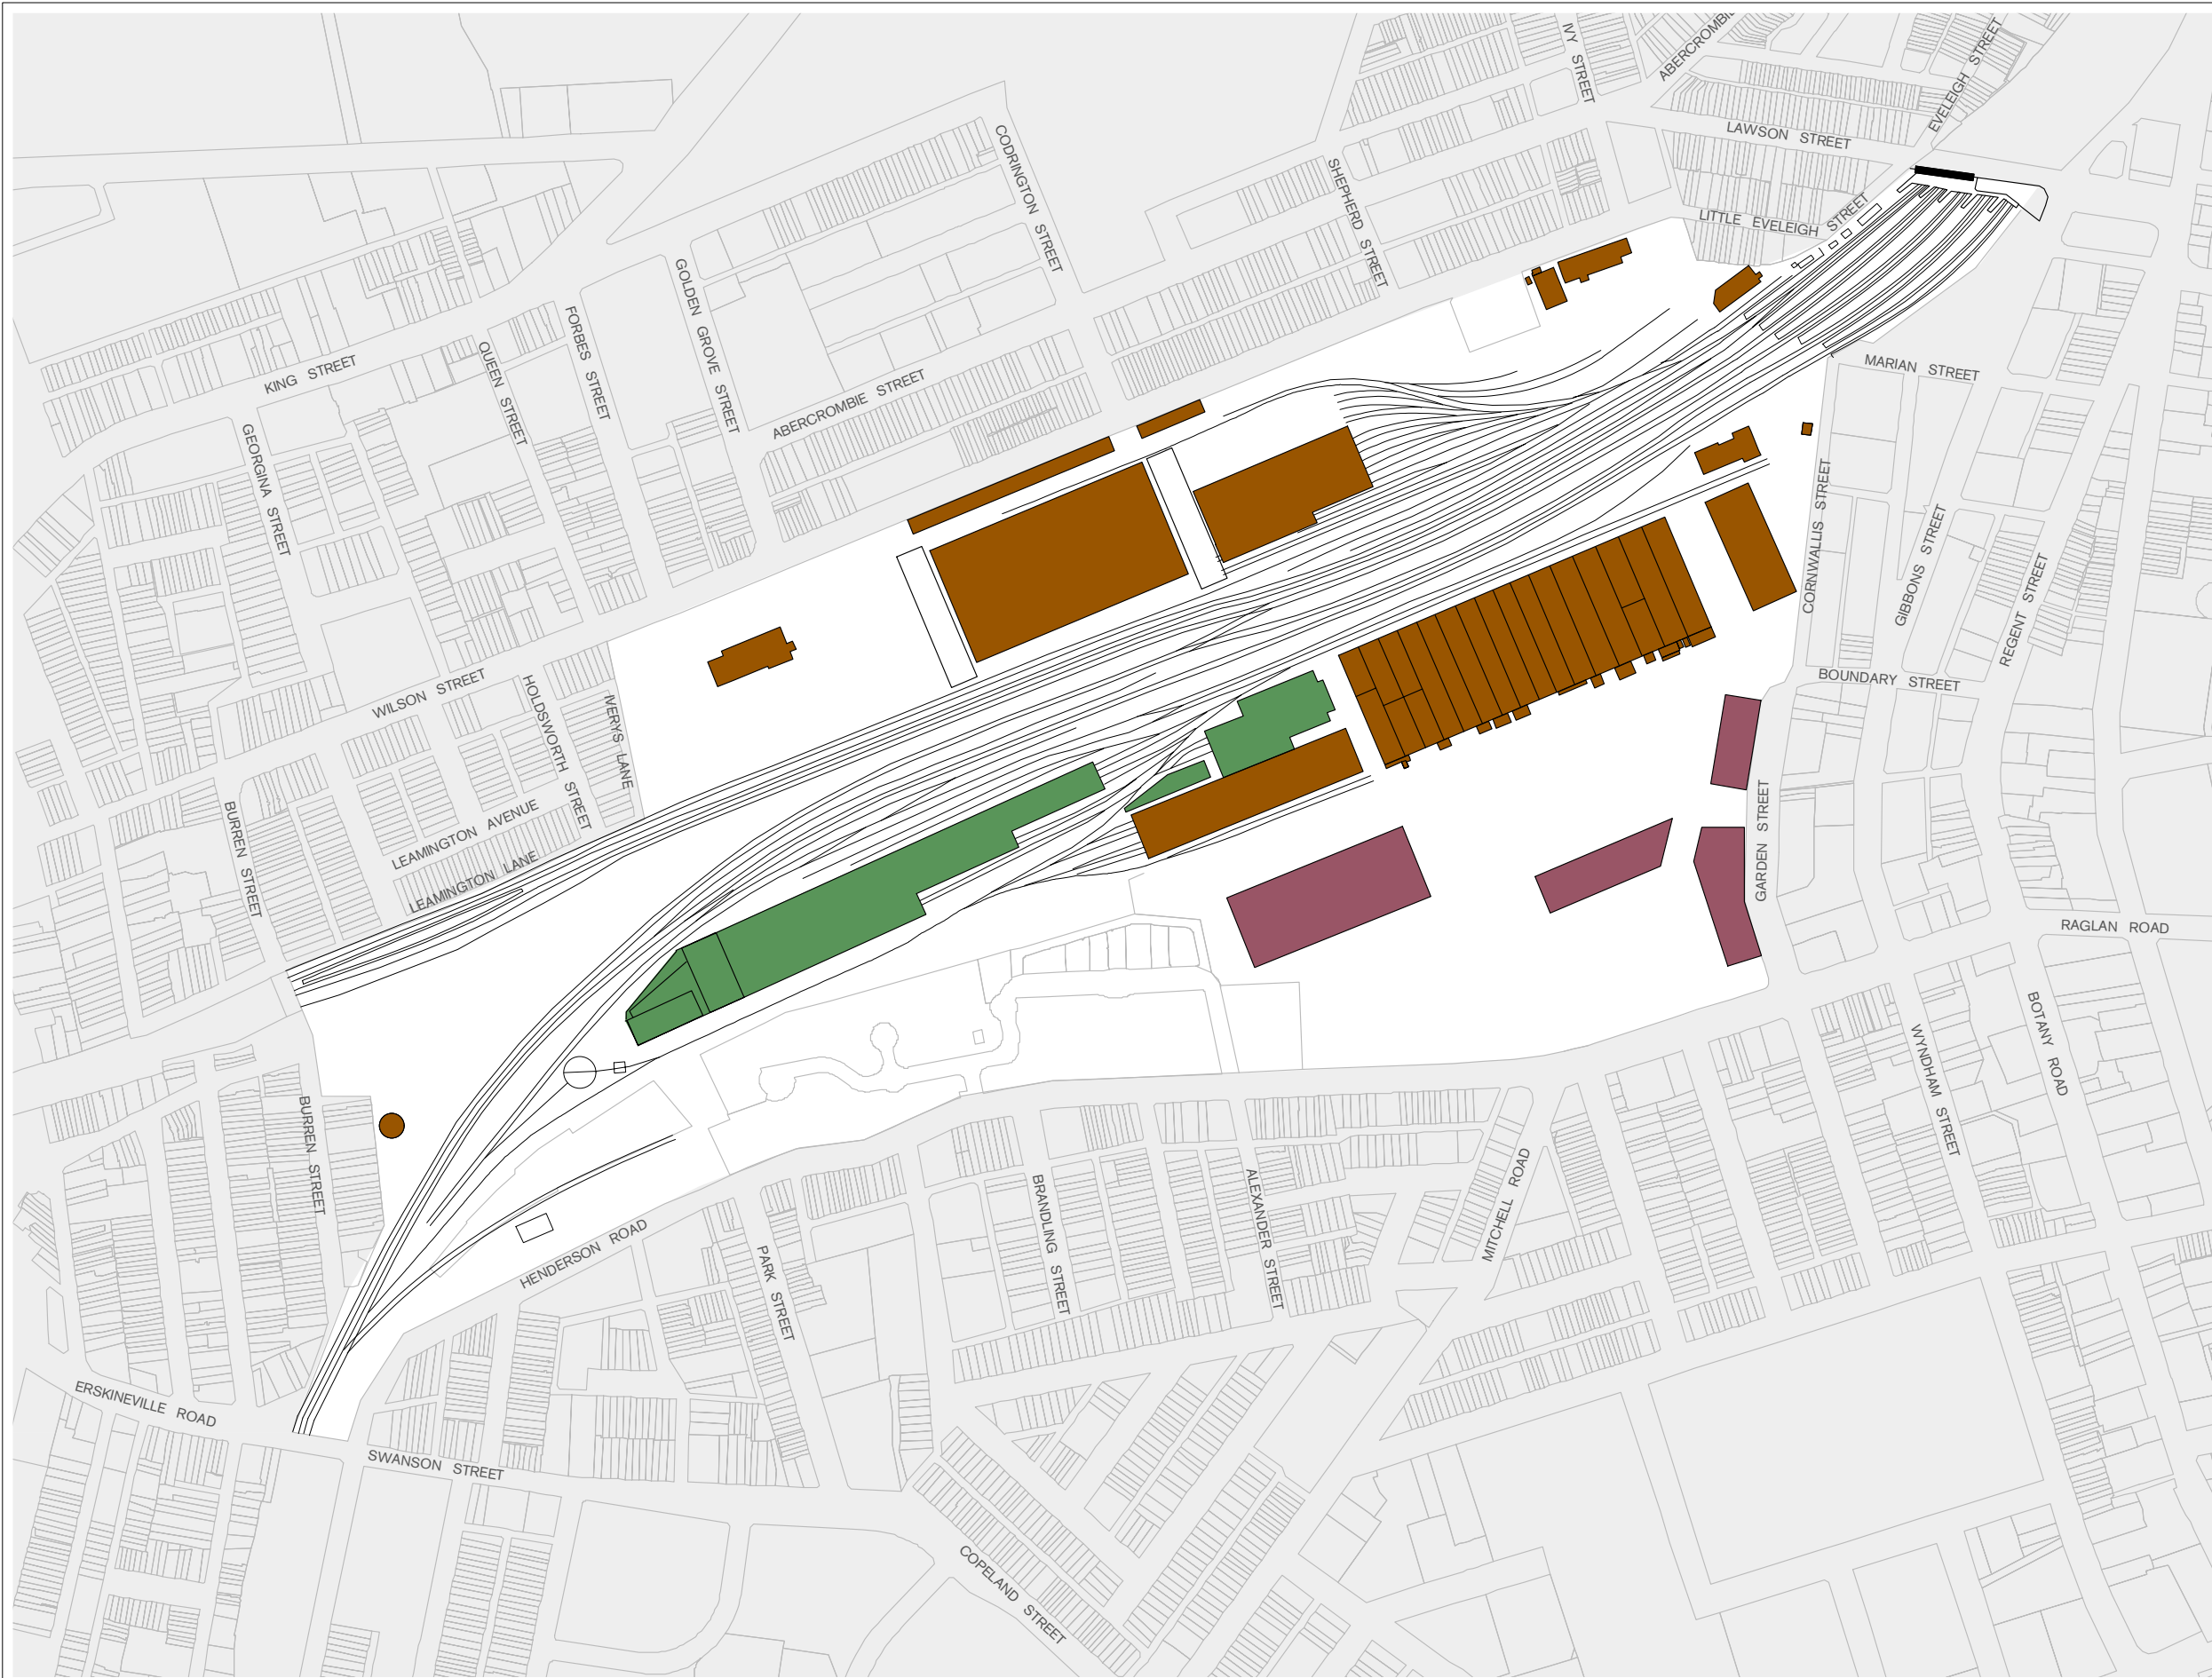 IVY STREET
ABERCROMBIE
EVELEIGH STREET
LAWSON STREET
CODRINGTON STREET
SHEPHERD STREET
LITTLE EVELEIGH STREET
GOLDEN GROVE STREET
FORBES STREET
QUEEN STREET
KING STREET
MARIAN STREET
ABERCROMBIE STREET
GEORGINA STREET
CORNWALLIS STREET
GIBBONS STREET
REGENT STREET
BOUNDARY STREET
WILSON STREET
HOLDSWORTH STREET
IVERYS LANE
BURREN STREET
LEAMINGTON AVENUE
LEAMINGTON LANE
GARDEN STREET
RAGLAN ROAD
BOTANY ROAD
WYNDHAM STREET
BURREN STREET
HENDERSON ROAD
PARK STREET
BRANDLING STREET
ALEXANDER STREET
MITCHELL ROAD
ERSKINEVILLE ROAD
SWANSON STREET
COPELAND STREET